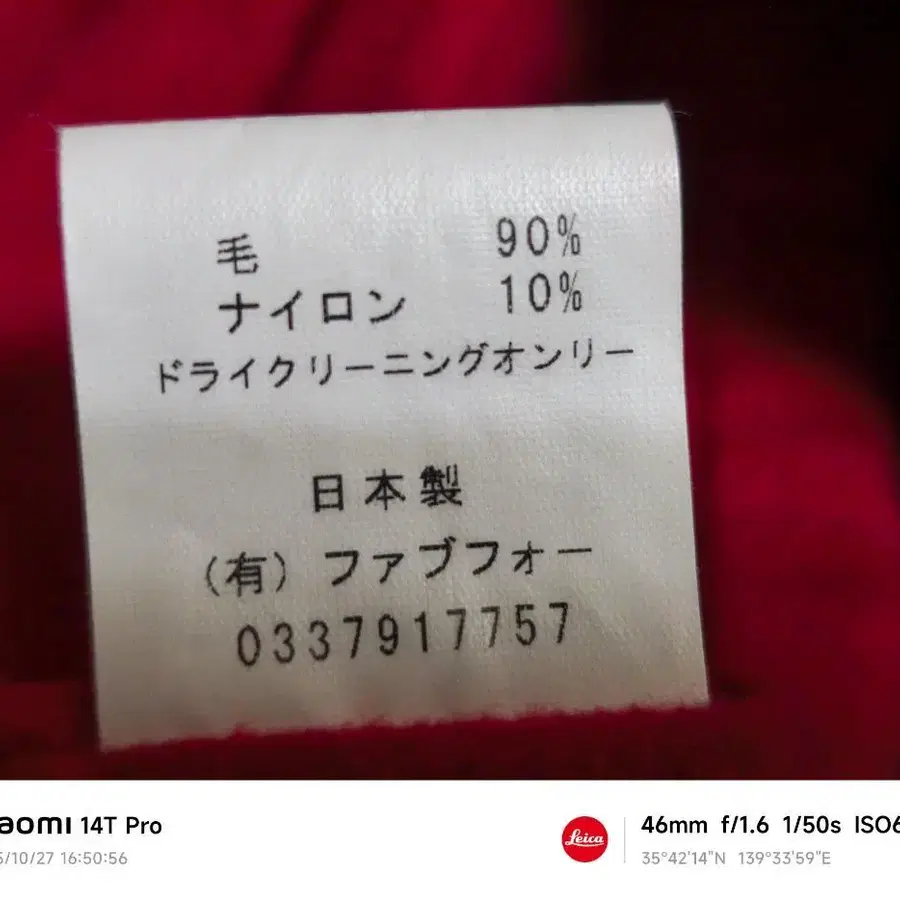 毛 90%
ナイロン 10%
ドライクリーニングオンリー
日本製
(有) ファブフォー
0337917757
aomi 14T Pro
5/10/27 16:50:56
Leica
46mm f/1.6 1/50s ISO6
35°42'14"N 139°33'59"E